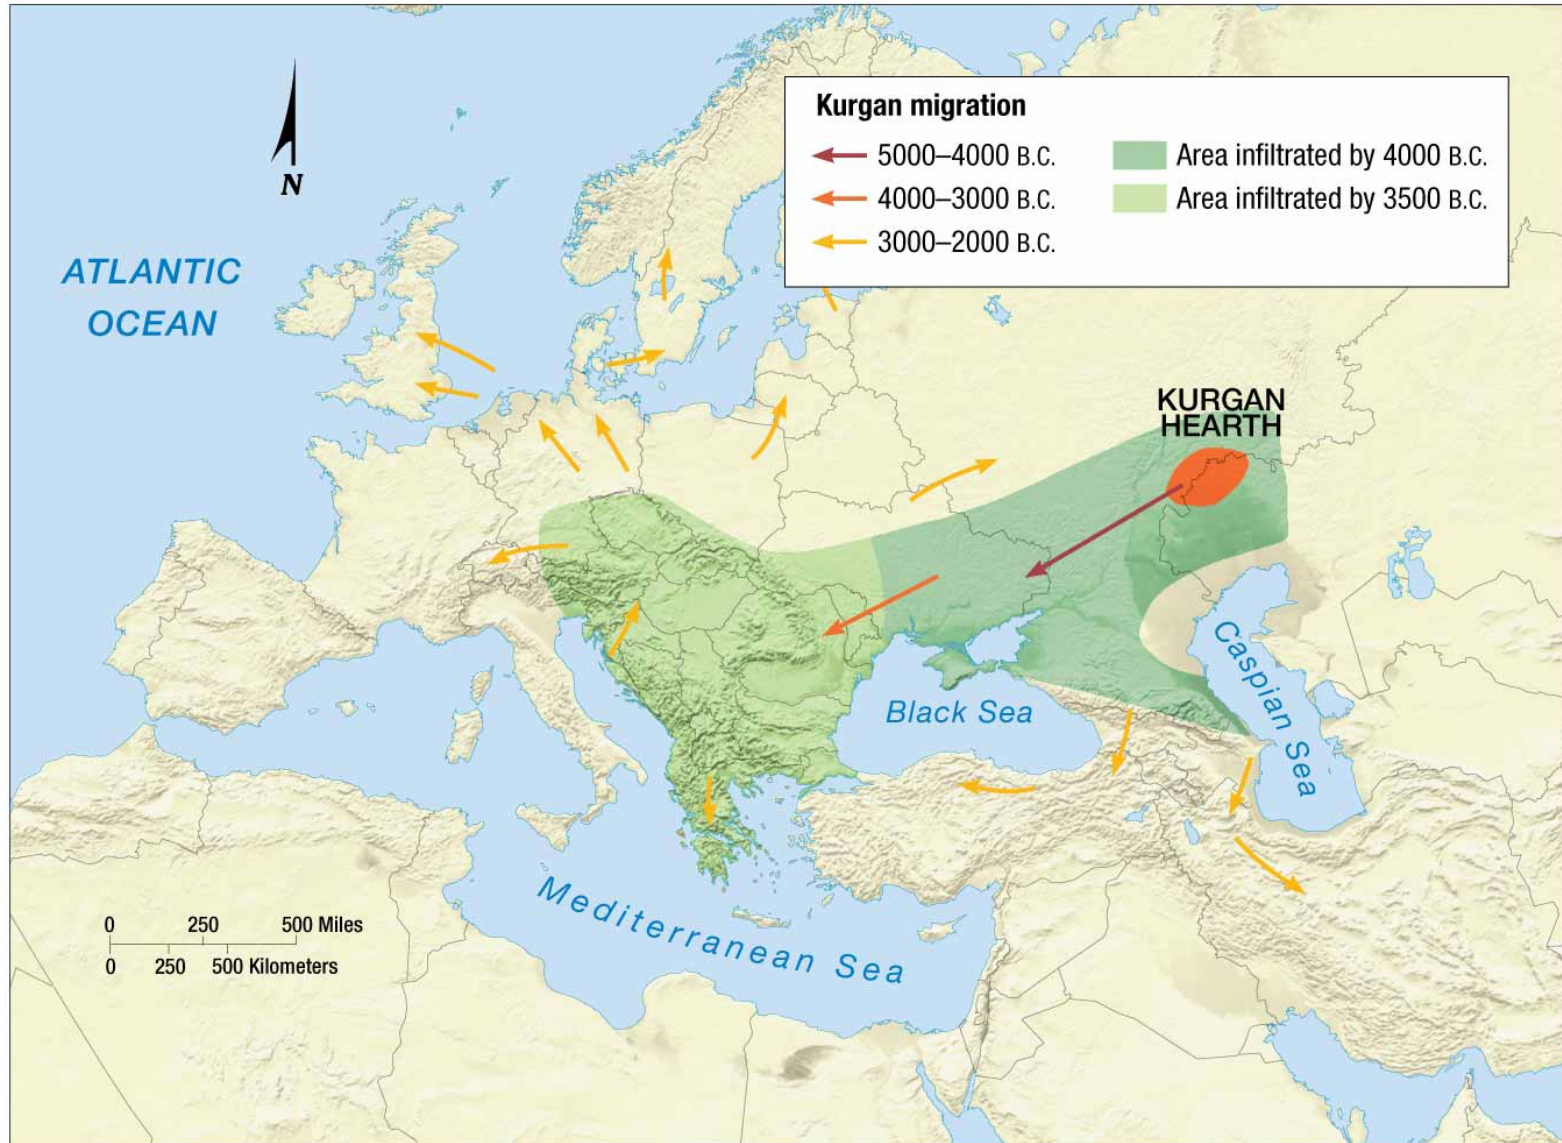 Kurgan migration
5000–4000 B.C.
4000–3000 B.C.
3000–2000 B.C.
Area infiltrated by 4000 B.C.
Area infiltrated by 3500 B.C.
N
ATLANTIC
OCEAN
KURGAN
HEARTH
Black Sea
Caspian Sea
Mediterranean Sea
0 250 500 Miles
0 250 500 Kilometers